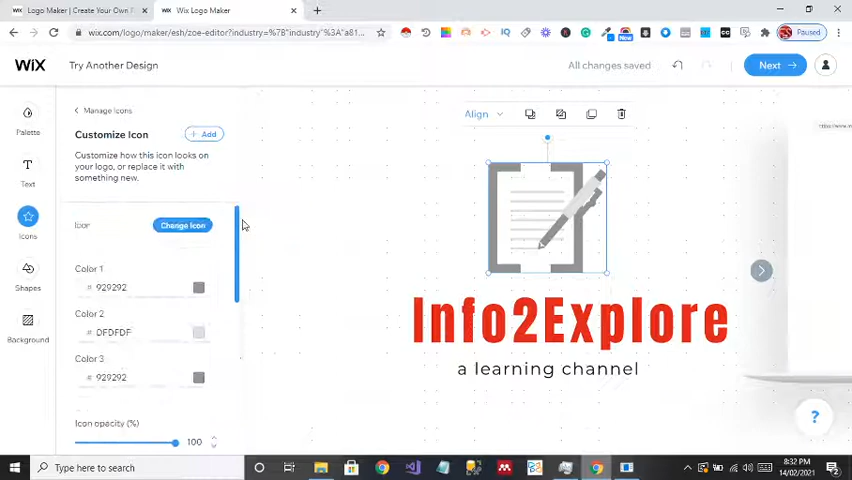 Logo Maker | Create Your Own F
Wix Logo Maker
wix.com/logo/maker/esh/zoe-editor?industry=%7B"industry"%3A"a81...
Paused
WiX
Try Another Design
All changes saved
Next
Palette
Text
Icons
Shapes
Background
Manage Icons
Customize Icon
+ Add
Customize how this icon looks on
your logo, or replace it with
something new.
Icon
Change Icon
Color 1
# 929292
Color 2
# DFDFDF
Color 3
# 929292
Icon opacity (%)
100
Align
Info2Explore
a learning channel
?
Type here to search
8:32 PM
14/02/2021